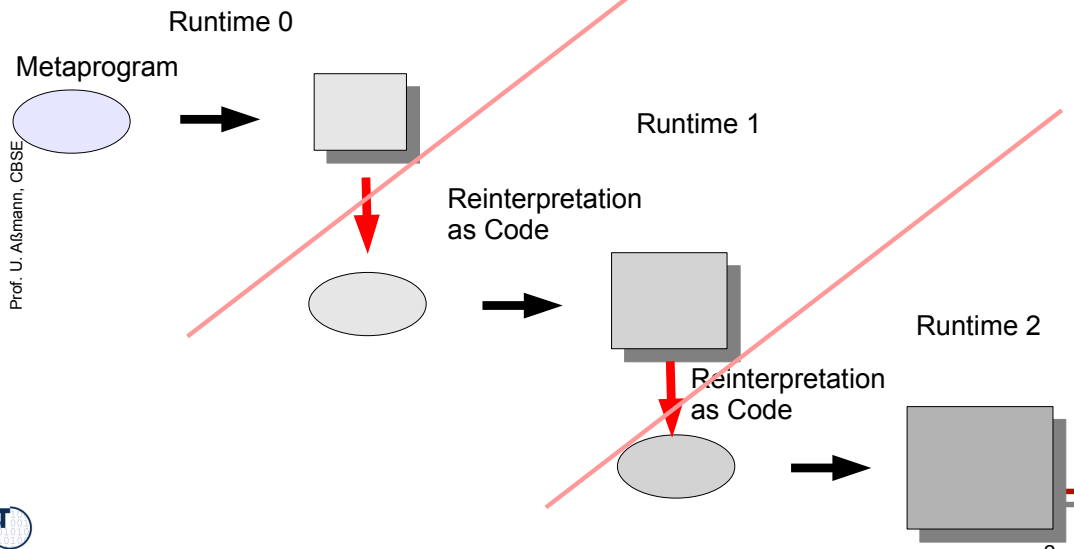 Runtime 0
Metaprogram
Runtime 1
Reinterpretation
as Code
Prof. U. Aßmann, CBSE
Runtime 2
Reinterpretation
as Code